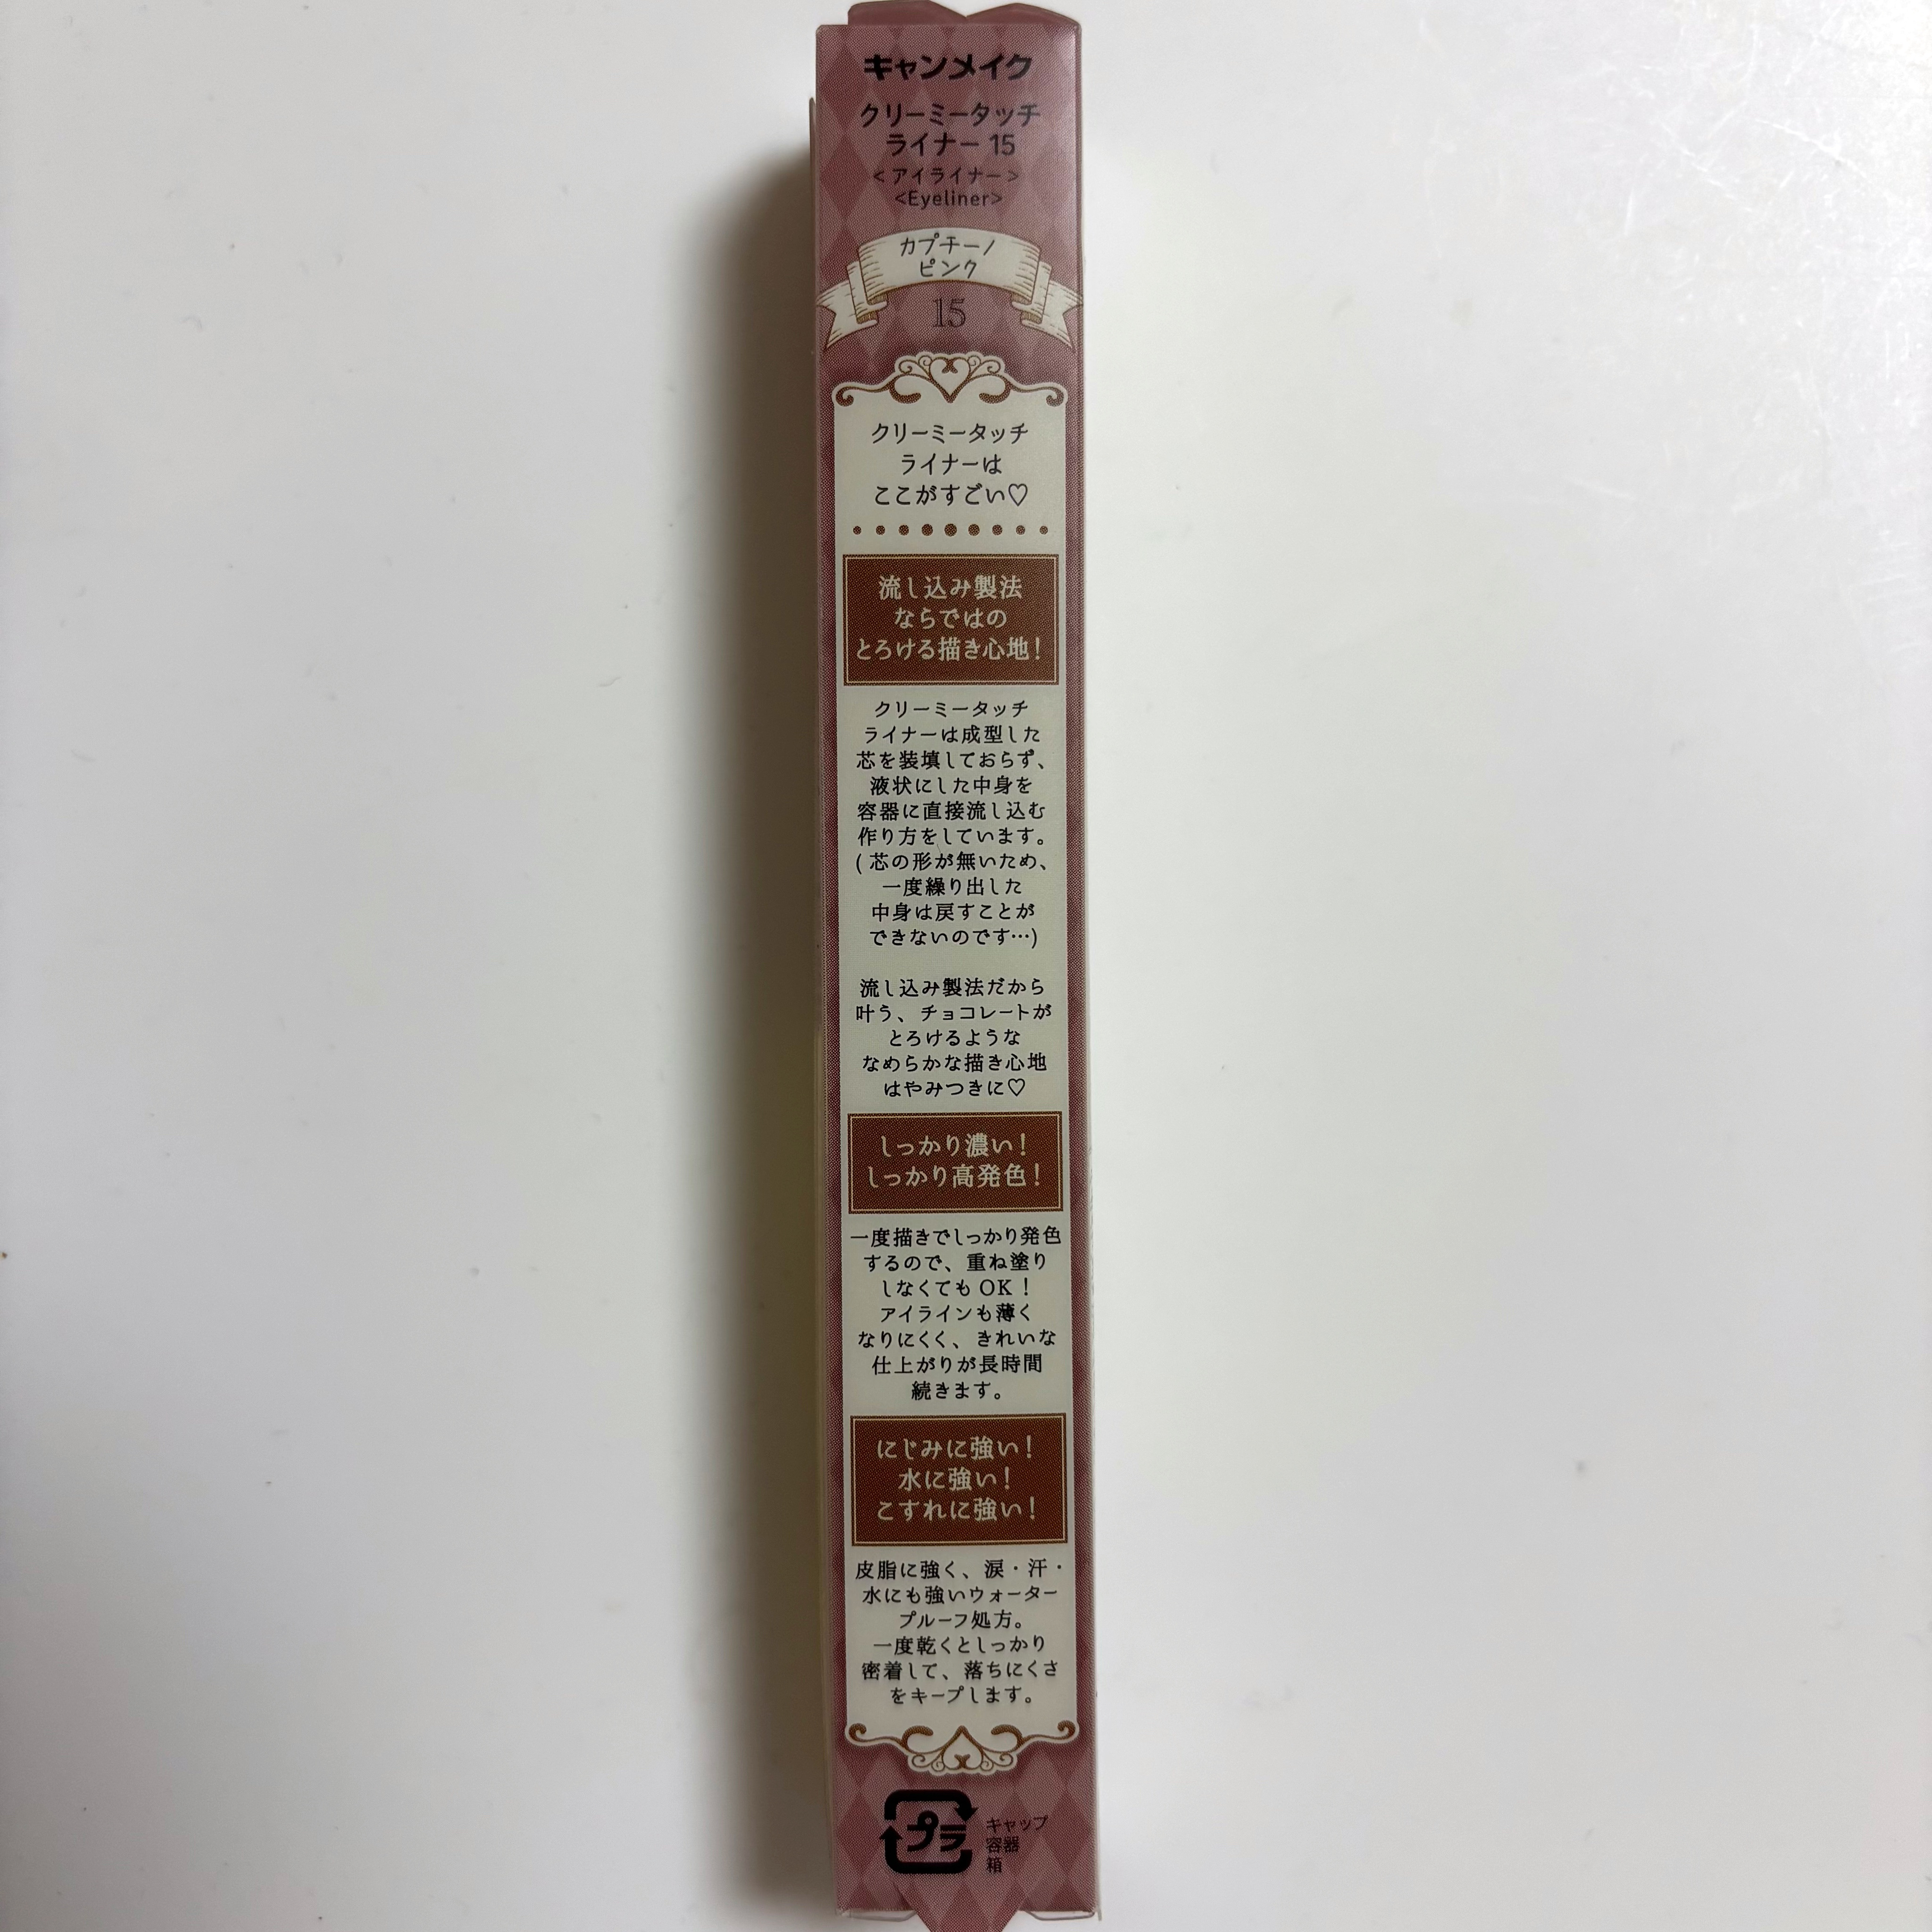 キャンメイク
クリーミータッチ
ライナー 15
<アイライナー>
<Eyeliner>
カプチーノ
ピンク
15
クリーミータッチ
ライナーは
ここがすごい♡
流し込み製法
ならではの
とろける描き心地！
クリーミータッチ
ライナーは成型した
芯を装填しておらず、
液状にした中身を
容器に直接流し込む
作り方をしています。
(芯の形が無いため、
一度繰り出した
中身は戻すことが
できないのです…)
流し込み製法だから
叶う、チョコレートが
とろけるような
なめらかな描き心地
はやみつきに♡
しっかり濃い！
しっかり高発色！
一度描きでしっかり発色
するので、重ね塗り
しなくても OK！
アイラインも薄く
なりにくく、きれいな
仕上がりが長時間
続きます。
にじみに強い！
水に強い！
こすれに強い！
皮脂に強く、涙・汗・
水にも強いウォーター
プルーフ処方。
一度乾くとしっかり
密着して、落ちにくさ
をキープします。
プラ
キャップ
容器
箱